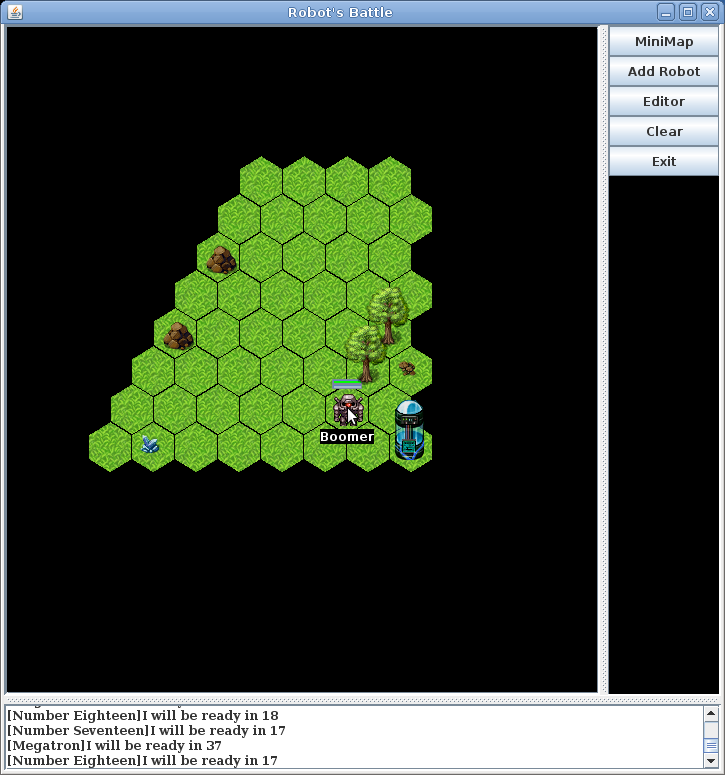 Robot's Battle
MiniMap
Add Robot
Editor
Clear
Exit
Boomer
[Number Eighteen]I will be ready in 18
[Number Seventeen]I will be ready in 17
[Megatron]I will be ready in 37
[Number Eighteen]I will be ready in 17